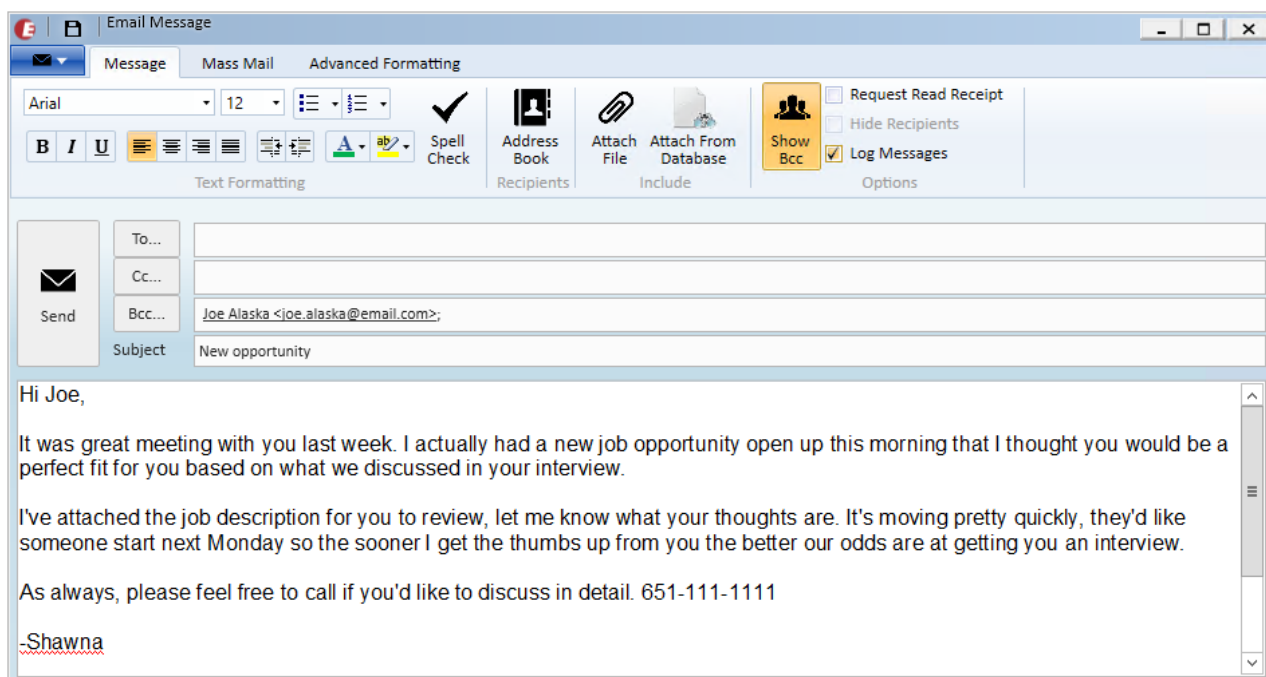 Email Message
Message Mass Mail Advanced Formatting
Arial 12
B I U A ab
Spell
Check
Text Formatting
Address
Book
Recipients
Attach
File
Attach From
Database
Include
Show
Bcc
Request Read Receipt
Hide Recipients
Log Messages
Options
Send
To...
Cc...
Bcc... Joe Alaska <joe.alaska@email.com>;
Subject New opportunity
Hi Joe,
It was great meeting with you last week. I actually had a new job opportunity open up this morning that I thought you would be a
perfect fit for you based on what we discussed in your interview.
I've attached the job description for you to review, let me know what your thoughts are. It's moving pretty quickly, they'd like
someone start next Monday so the sooner I get the thumbs up from you the better our odds are at getting you an interview.
As always, please feel free to call if you'd like to discuss in detail. 651-111-1111
-Shawna